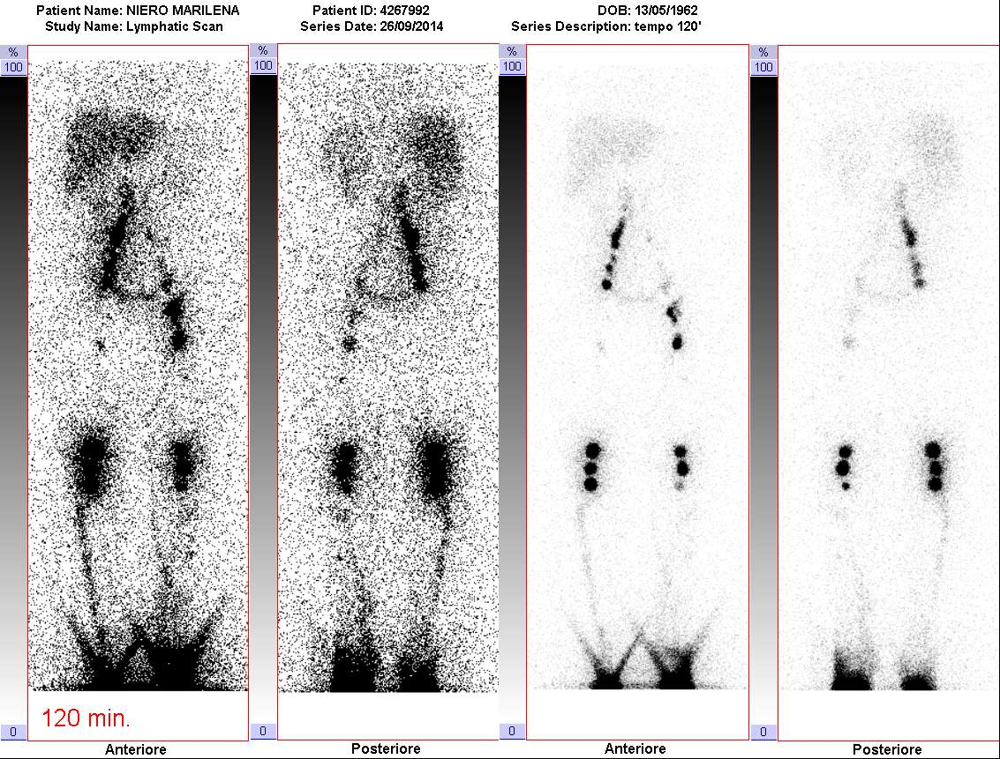 Patient Name: NIERO MARILENA Patient ID: 4267992 DOB: 13/05/1962
Study Name: Lymphatic Scan Series Date: 26/09/2014 Series Description: tempo 120'
% % % %
100 100 100 100
120 min.
0 0 0 0
Anteriore Posteriore Anteriore Posteriore